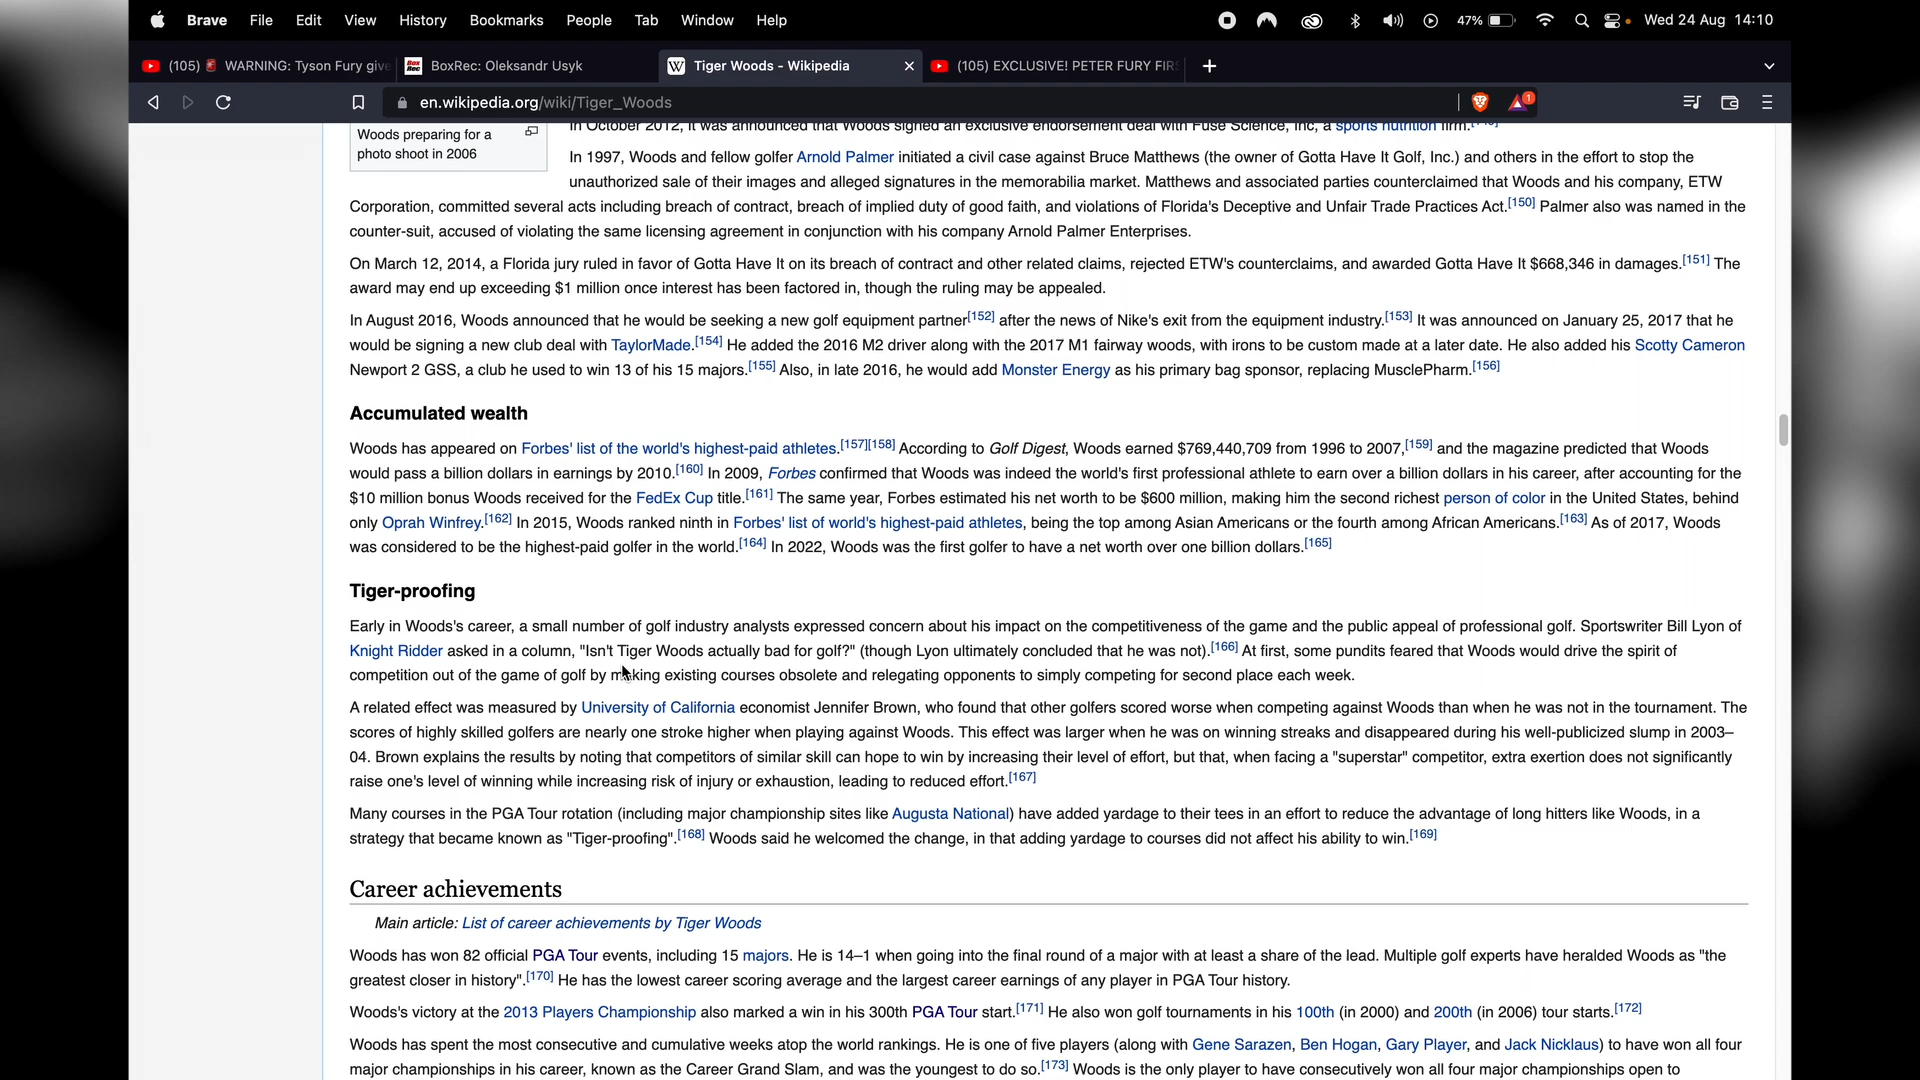 Brave File Edit View History Bookmarks People Tab Window Help 47% Wed 24 Aug 14:10
(105) WARNING: Tyson Fury give BoxRec: Oleksandr Usyk Tiger Woods - Wikipedia (105) EXCLUSIVE! PETER FURY FIRS
en.wikipedia.org/wiki/Tiger_Woods 1
In October 2012, it was announced that Woods signed an exclusive endorsement deal with Fuse Science, Inc, a sports nutrition firm.
Woods preparing for a
photo shoot in 2006
In 1997, Woods and fellow golfer Arnold Palmer initiated a civil case against Bruce Matthews (the owner of Gotta Have It Golf, Inc.) and others in the effort to stop the
unauthorized sale of their images and alleged signatures in the memorabilia market. Matthews and associated parties counterclaimed that Woods and his company, ETW
Corporation, committed several acts including breach of contract, breach of implied duty of good faith, and violations of Florida's Deceptive and Unfair Trade Practices Act.[150] Palmer also was named in the
counter-suit, accused of violating the same licensing agreement in conjunction with his company Arnold Palmer Enterprises.
On March 12, 2014, a Florida jury ruled in favor of Gotta Have It on its breach of contract and other related claims, rejected ETW's counterclaims, and awarded Gotta Have It $668,346 in damages.[151] The
award may end up exceeding $1 million once interest has been factored in, though the ruling may be appealed.
In August 2016, Woods announced that he would be seeking a new golf equipment partner[152] after the news of Nike's exit from the equipment industry.[153] It was announced on January 25, 2017 that he
would be signing a new club deal with TaylorMade.[154] He added the 2016 M2 driver along with the 2017 M1 fairway woods, with irons to be custom made at a later date. He also added his Scotty Cameron
Newport 2 GSS, a club he used to win 13 of his 15 majors.[155] Also, in late 2016, he would add Monster Energy as his primary bag sponsor, replacing MusclePharm.[156]
Accumulated wealth
Woods has appeared on Forbes' list of the world's highest-paid athletes.[157][158] According to Golf Digest, Woods earned $769,440,709 from 1996 to 2007,[159] and the magazine predicted that Woods
would pass a billion dollars in earnings by 2010.[160] In 2009, Forbes confirmed that Woods was indeed the world's first professional athlete to earn over a billion dollars in his career, after accounting for the
$10 million bonus Woods received for the FedEx Cup title.[161] The same year, Forbes estimated his net worth to be $600 million, making him the second richest person of color in the United States, behind
only Oprah Winfrey.[162] In 2015, Woods ranked ninth in Forbes' list of world's highest-paid athletes, being the top among Asian Americans or the fourth among African Americans.[163] As of 2017, Woods
was considered to be the highest-paid golfer in the world.[164] In 2022, Woods was the first golfer to have a net worth over one billion dollars.[165]
Tiger-proofing
Early in Woods's career, a small number of golf industry analysts expressed concern about his impact on the competitiveness of the game and the public appeal of professional golf. Sportswriter Bill Lyon of
Knight Ridder asked in a column, "Isn't Tiger Woods actually bad for golf?" (though Lyon ultimately concluded that he was not).[166] At first, some pundits feared that Woods would drive the spirit of
competition out of the game of golf by making existing courses obsolete and relegating opponents to simply competing for second place each week.
A related effect was measured by University of California economist Jennifer Brown, who found that other golfers scored worse when competing against Woods than when he was not in the tournament. The
scores of highly skilled golfers are nearly one stroke higher when playing against Woods. This effect was larger when he was on winning streaks and disappeared during his well-publicized slump in 2003–
04. Brown explains the results by noting that competitors of similar skill can hope to win by increasing their level of effort, but that, when facing a "superstar" competitor, extra exertion does not significantly
raise one's level of winning while increasing risk of injury or exhaustion, leading to reduced effort.[167]
Many courses in the PGA Tour rotation (including major championship sites like Augusta National) have added yardage to their tees in an effort to reduce the advantage of long hitters like Woods, in a
strategy that became known as "Tiger-proofing".[168] Woods said he welcomed the change, in that adding yardage to courses did not affect his ability to win.[169]
Career achievements
Main article: List of career achievements by Tiger Woods
Woods has won 82 official PGA Tour events, including 15 majors. He is 14–1 when going into the final round of a major with at least a share of the lead. Multiple golf experts have heralded Woods as "the
greatest closer in history".[170] He has the lowest career scoring average and the largest career earnings of any player in PGA Tour history.
Woods's victory at the 2013 Players Championship also marked a win in his 300th PGA Tour start.[171] He also won golf tournaments in his 100th (in 2000) and 200th (in 2006) tour starts.[172]
Woods has spent the most consecutive and cumulative weeks atop the world rankings. He is one of five players (along with Gene Sarazen, Ben Hogan, Gary Player, and Jack Nicklaus) to have won all four
major championships in his career, known as the Career Grand Slam, and was the youngest to do so.[173] Woods is the only player to have consecutively won all four major championships open to